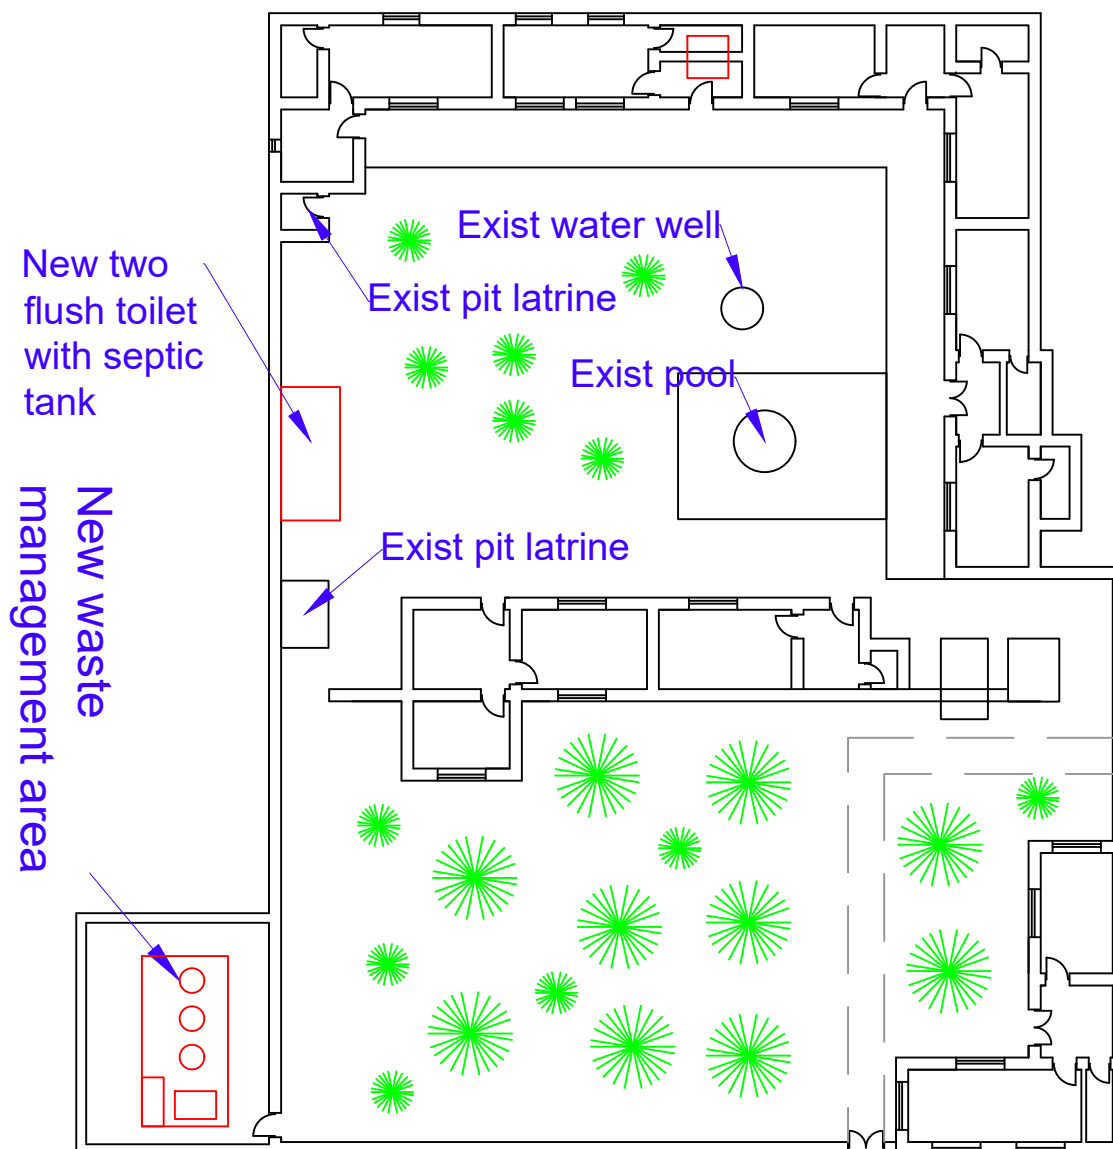 Exist water well
New two
flush toilet
with septic
tank
Exist pit latrine
Exist pool
New waste
management area
Exist pit latrine